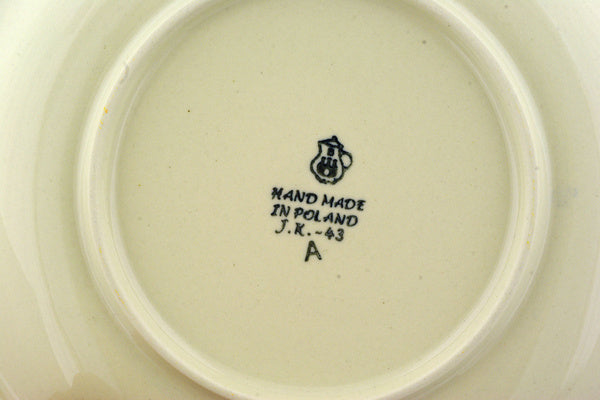 HAND MADE
IN POLAND
J.K.-43
A